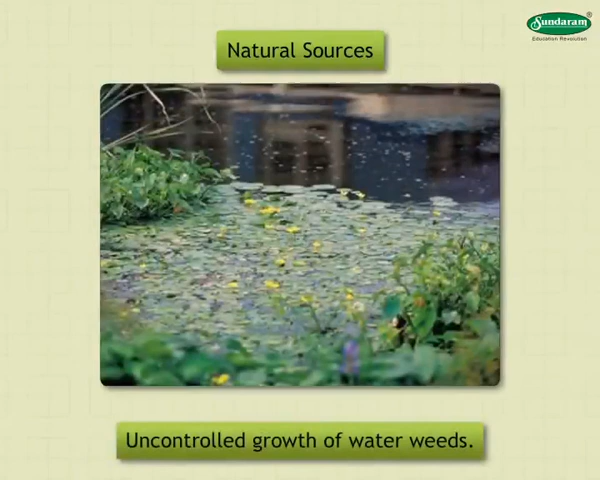 Sundaram®
Education Revolution
Natural Sources
Uncontrolled growth of water weeds.